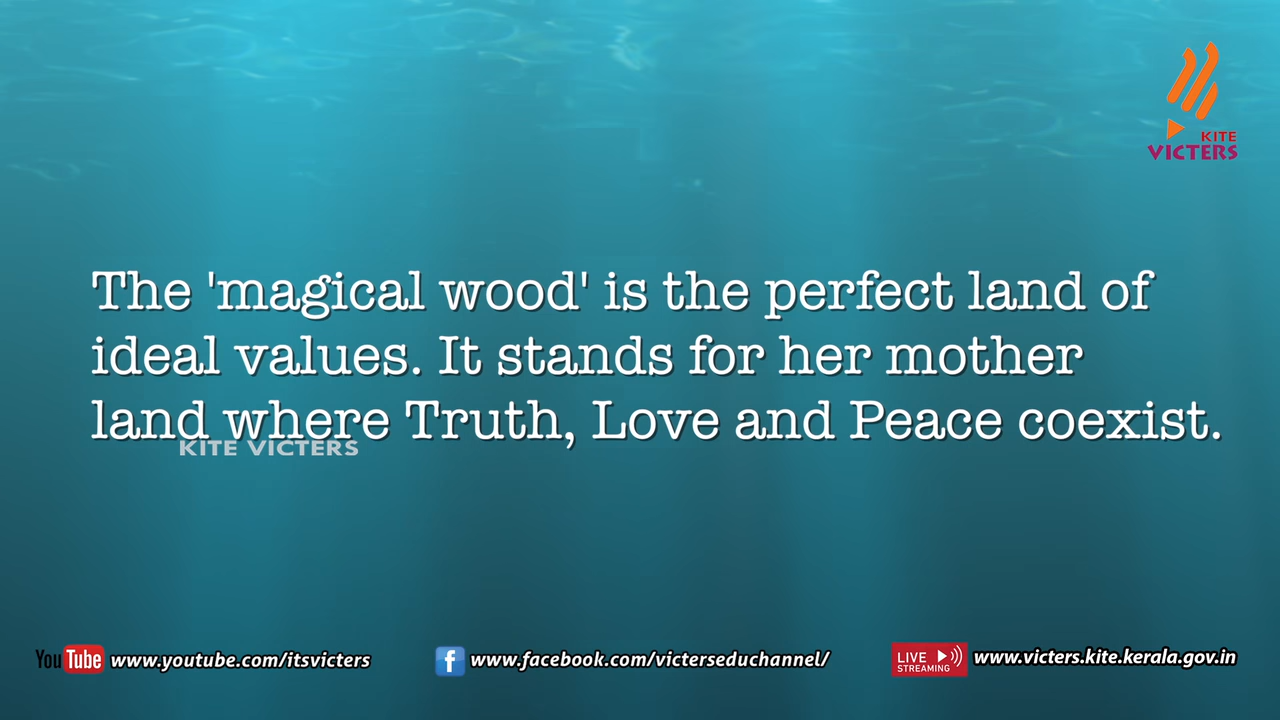 KITE
VICTERS
The 'magical wood' is the perfect land of
ideal values. It stands for her mother
land where Truth, Love and Peace coexist.
KITE VICTERS
YouTube www.youtube.com/itsvicters
f www.facebook.com/victerseduchannel/
LIVE
STREAMING
www.victers.kite.kerala.gov.in